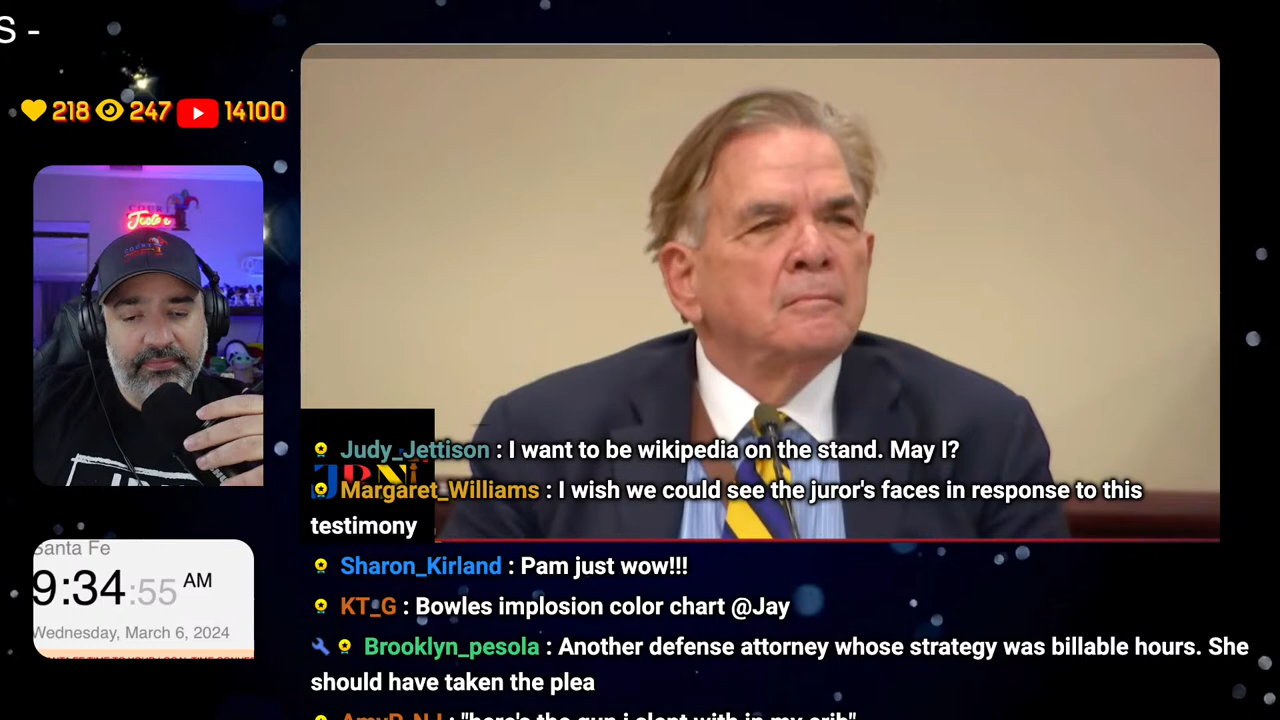 S -
218 247 14100
COURT
Jester
Santa Fe
9:34:55 AM
Wednesday, March 6, 2024
Judy_Jettison : I want to be wikipedia on the stand. May I?
Margaret_Williams : I wish we could see the juror's faces in response to this
testimony
Sharon_Kirland : Pam just wow!!!
KT_G : Bowles implosion color chart @Jay
Brooklyn_pesola : Another defense attorney whose strategy was billable hours. She
should have taken the plea